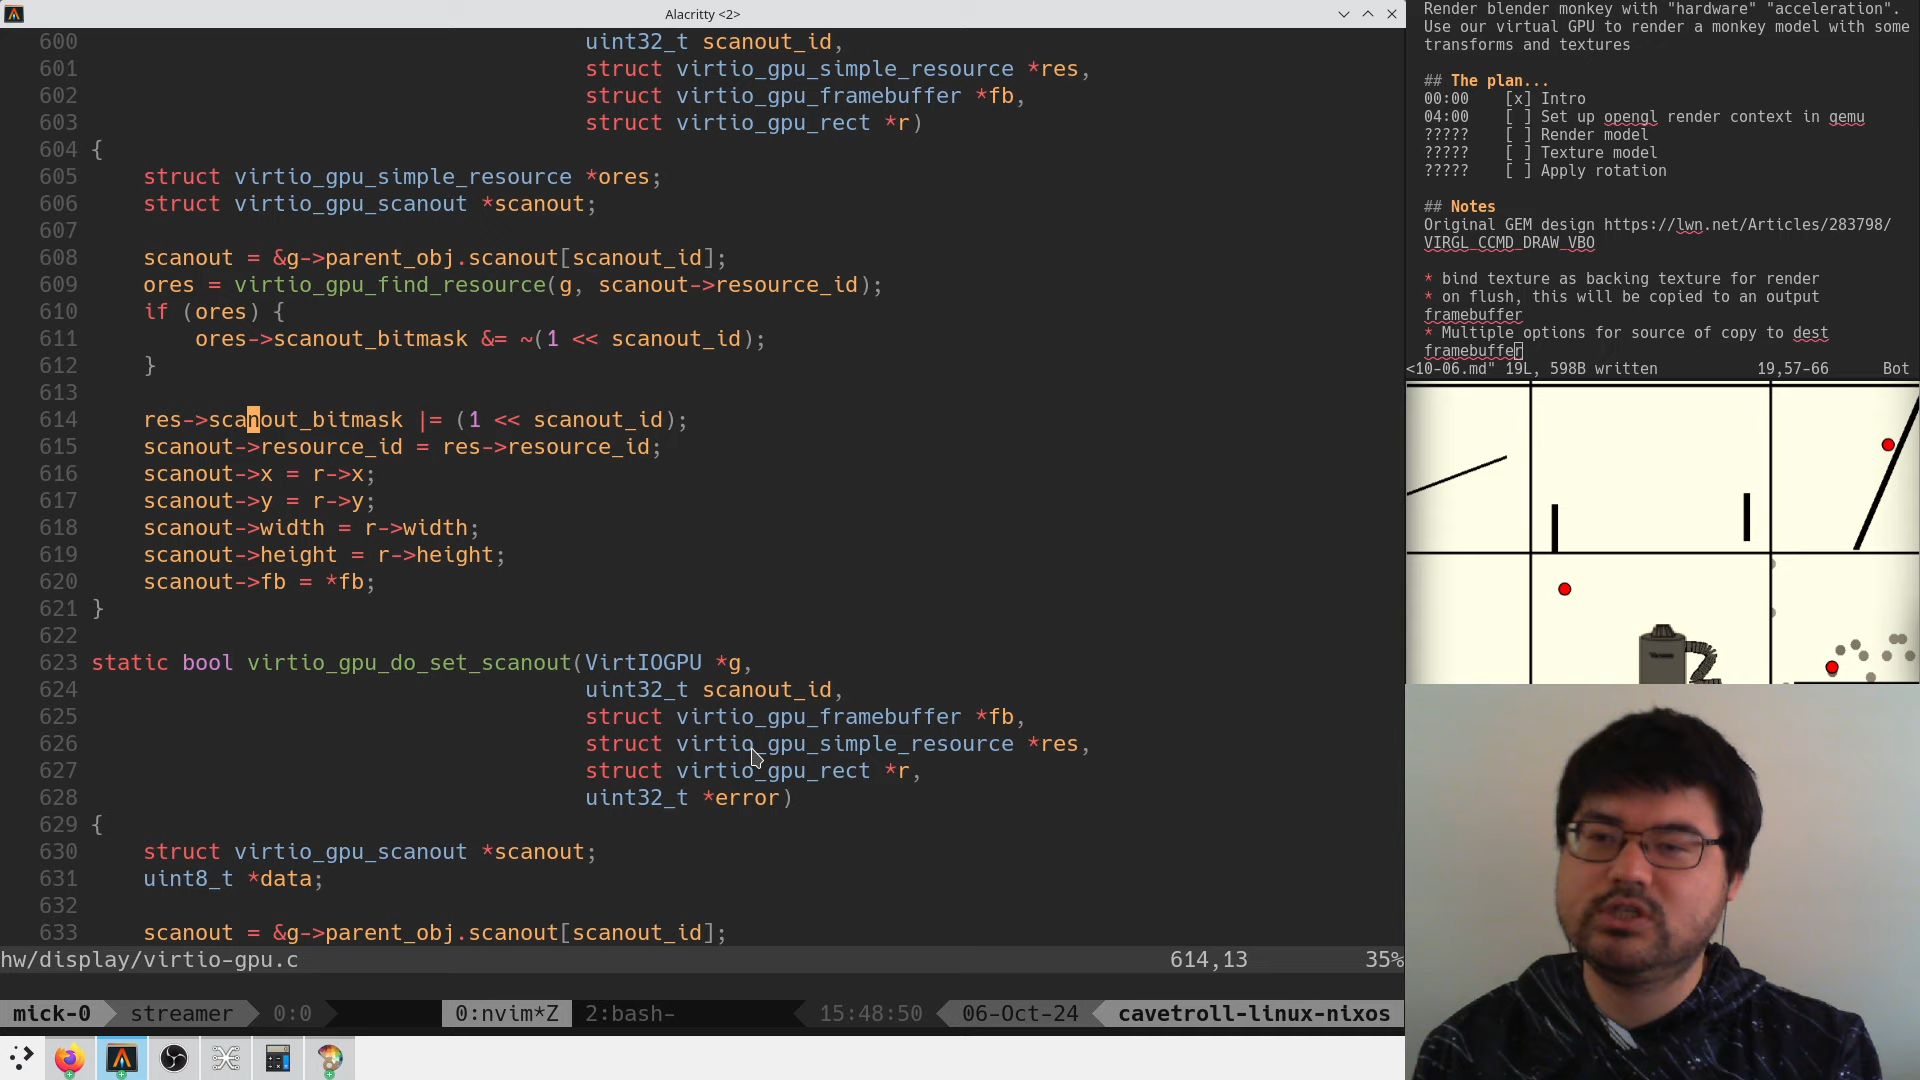 Alacritty <2>
600 uint32_t scanout_id,
601 struct virtio_gpu_simple_resource *res,
602 struct virtio_gpu_framebuffer *fb,
603 struct virtio_gpu_rect *r)
604 {
605 struct virtio_gpu_simple_resource *ores;
606 struct virtio_gpu_scanout *scanout;
607
608 scanout = &g->parent_obj.scanout[scanout_id];
609 ores = virtio_gpu_find_resource(g, scanout->resource_id);
610 if (ores) {
611 ores->scanout_bitmask &= ~(1 << scanout_id);
612 }
613
614 res->scanout_bitmask |= (1 << scanout_id);
615 scanout->resource_id = res->resource_id;
616 scanout->x = r->x;
617 scanout->y = r->y;
618 scanout->width = r->width;
619 scanout->height = r->height;
620 scanout->fb = *fb;
621 }
622
623 static bool virtio_gpu_do_set_scanout(VirtIOGPU *g,
624 uint32_t scanout_id,
625 struct virtio_gpu_framebuffer *fb,
626 struct virtio_gpu_simple_resource *res,
627 struct virtio_gpu_rect *r,
628 uint32_t *error)
629 {
630 struct virtio_gpu_scanout *scanout;
631 uint8_t *data;
632
633 scanout = &g->parent_obj.scanout[scanout_id];
hw/display/virtio-gpu.c 614,13 35%
mick-0 streamer 0:0 0:nvim*Z 2:bash- 15:48:50 06-Oct-24 cavetroll-linux-nixos
Render blender monkey with "hardware" "acceleration".
Use our virtual GPU to render a monkey model with some
transforms and textures
## The plan...
00:00 [x] Intro
04:00 [ ] Set up opengl render context in qemu
????? [ ] Render model
????? [ ] Texture model
????? [ ] Apply rotation
## Notes
Original GEM design https://lwn.net/Articles/283798/
VIRGL_CCMD_DRAW_VBO
* bind texture as backing texture for render
* on flush, this will be copied to an output
framebuffer
* Multiple options for source of copy to dest
framebuffer
<10-06.md" 19L, 598B written 19,57-66 Bot